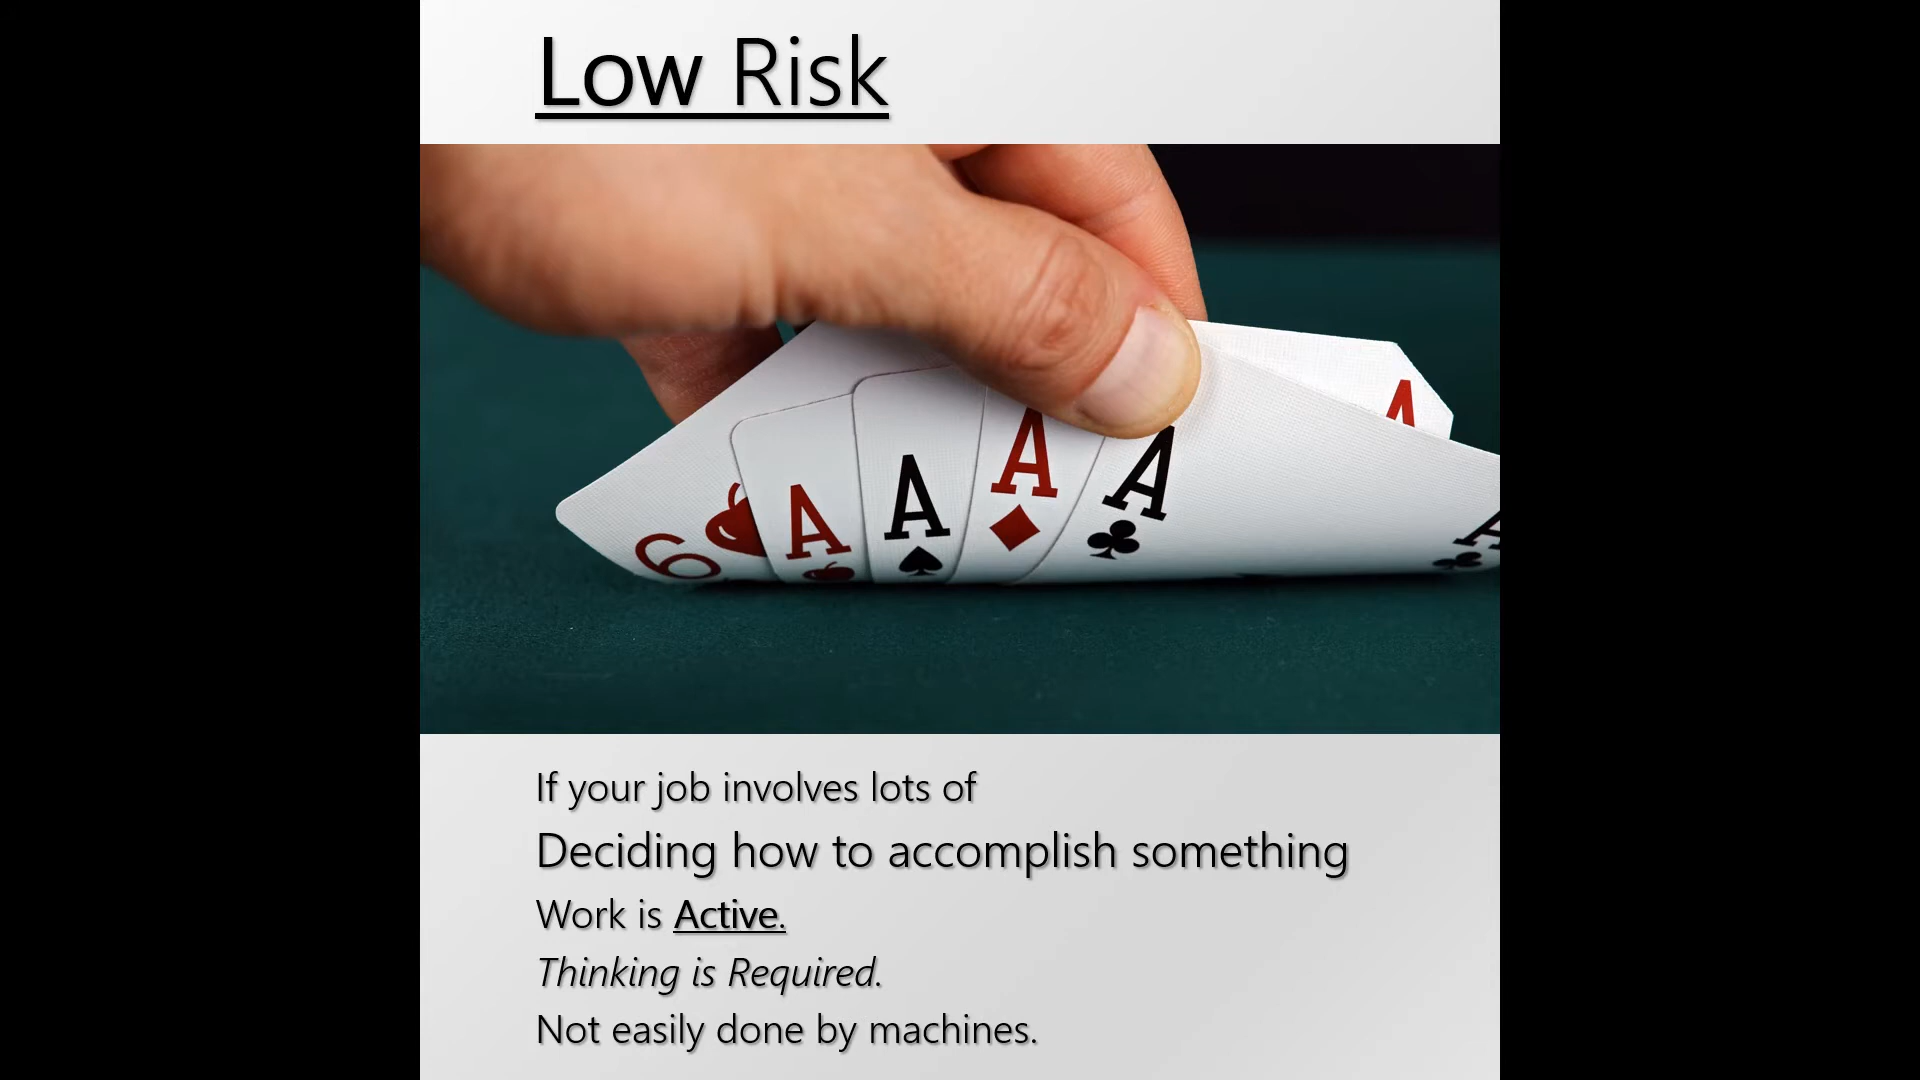 Low Risk
6 A A A A A
A
If your job involves lots of
Deciding how to accomplish something
Work is Active.
Thinking is Required.
Not easily done by machines.